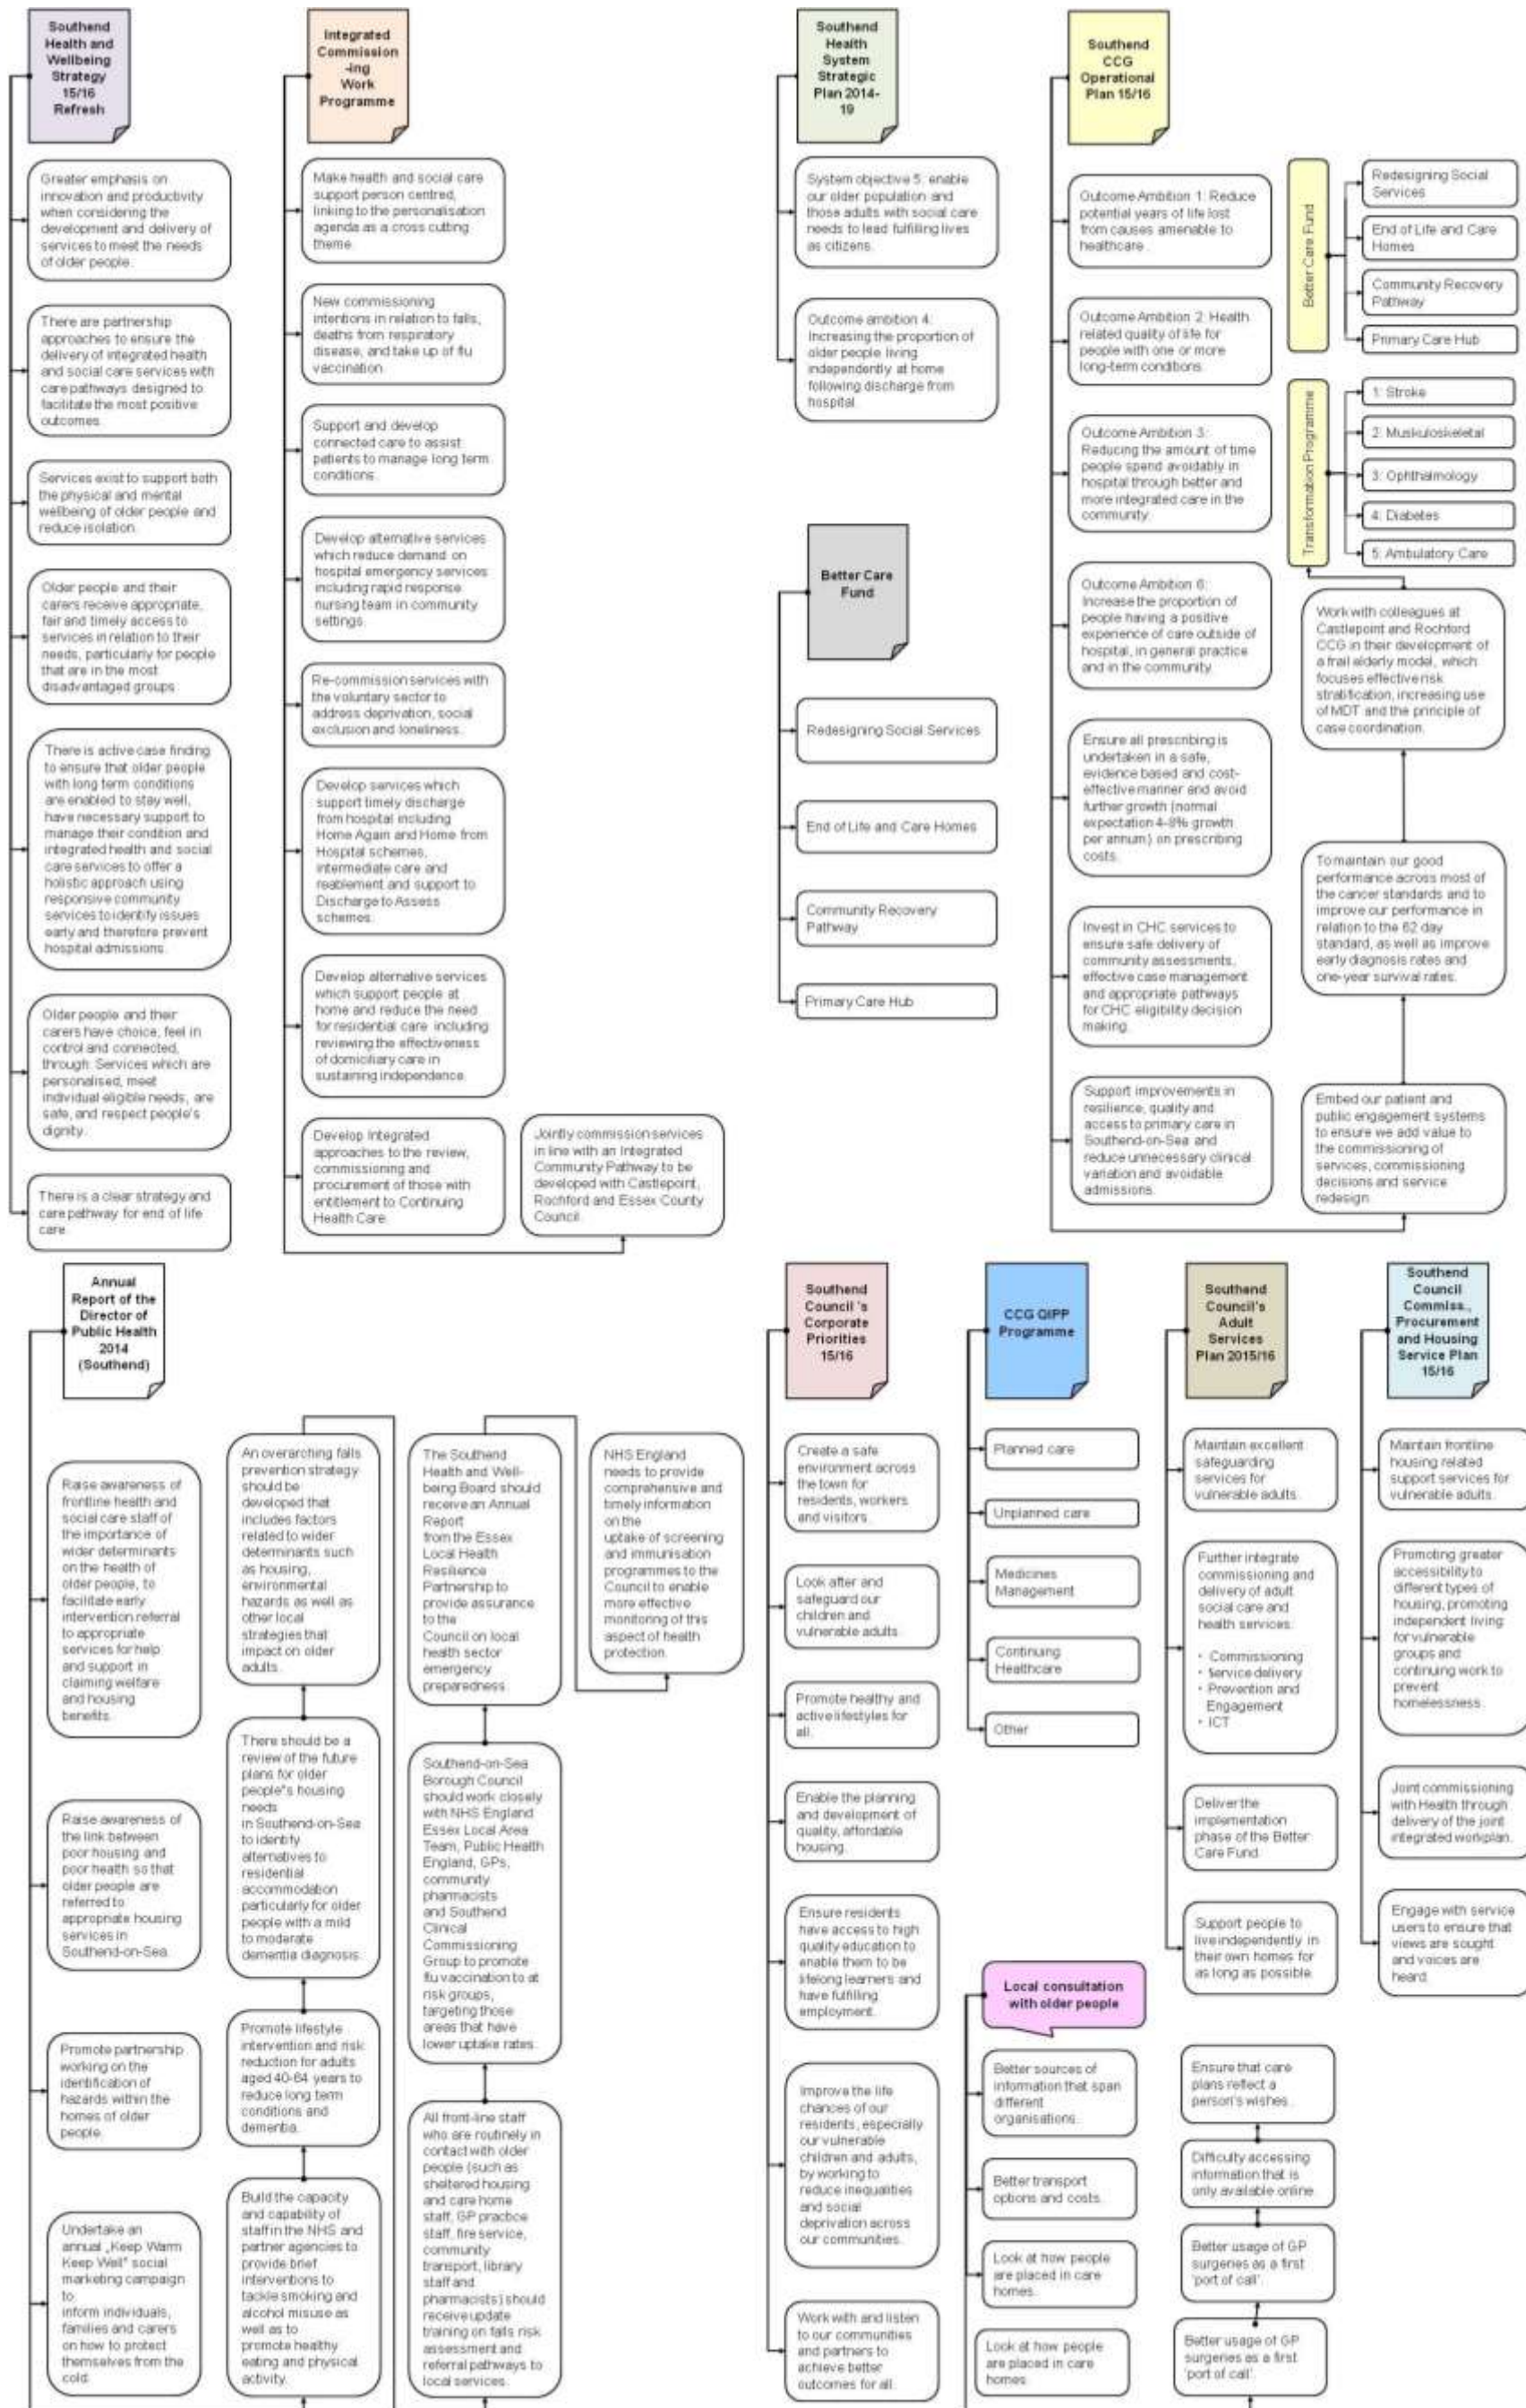 Southend
Health and
Wellbeing
Strategy
15/16
Refresh
Greater emphasis on
innovation and productivity
when considering the
development and delivery of
services to meet the needs
of older people.
There are partnership
approaches to ensure the
delivery of integrated health
and social care services with
care pathways designed to
facilitate the most positive
outcomes.
Services exist to support both
the physical and mental
wellbeing of older people and
reduce isolation.
Older people and their
carers receive appropriate,
fair and timely access to
services in relation to their
needs, particularly for people
that are in the most
disadvantaged groups.
There is active case finding
to ensure that older people
with long term conditions
are enabled to stay well,
have necessary support to
manage their condition and
integrated health and social
care services to offer a
holistic approach using
responsive community
services to identify issues
early and therefore prevent
hospital admissions.
Older people and their
carers have choice, feel in
control and connected,
through: Services which are
personalised, meet
individual eligible needs, are
safe, and respect people's
dignity.
There is a clear strategy and
care pathway for end of life
care.
Integrated
Commission
-ing
Work
Programme
Make health and social care
support person centred,
linking to the personalisation
agenda as a cross cutting
theme.
New commissioning
intentions in relation to falls,
deaths from respiratory
disease, and take up of flu
vaccination.
Support and develop
connected care to assist
patients to manage long term
conditions.
Develop alternative services
which reduce demand on
hospital emergency services
including rapid response
nursing team in community
settings.
Re-commission services with
the voluntary sector to
address deprivation, social
exclusion and loneliness.
Develop services which
support timely discharge
from hospital including
Home Again and Home from
Hospital schemes,
intermediate care and
reablement and support to
Discharge to Assess
schemes.
Develop alternative services
which support people at
home and reduce the need
for residential care including
reviewing the effectiveness
of domiciliary care in
sustaining independence.
Develop Integrated
approaches to the review,
commissioning and
procurement of those with
entitlement to Continuing
Health Care.
Jointly commission services
in line with an Integrated
Community Pathway to be
developed with Castlepoint,
Rochford and Essex County
Council.
Southend
Health
System
Strategic
Plan 2014-
19
System objective 5: enable
our older population and
those adults with social care
needs to lead fulfilling lives
as citizens.
Outcome ambition 4:
Increasing the proportion of
older people living
independently at home
following discharge from
hospital.
Better Care
Fund
Redesigning Social Services
End of Life and Care Homes
Community Recovery
Pathway
Primary Care Hub
Southend
CCG
Operational
Plan 15/16
Outcome Ambition 1: Reduce
potential years of life lost
from causes amenable to
healthcare.
Outcome Ambition 2: Health
related quality of life for
people with one or more
long-term conditions.
Outcome Ambition 3:
Reducing the amount of time
people spend avoidably in
hospital through better and
more integrated care in the
community.
Outcome Ambition 6:
Increase the proportion of
people having a positive
experience of care outside of
hospital, in general practice
and in the community.
Ensure all prescribing is
undertaken in a safe,
evidence based and cost-
effective manner and avoid
further growth (normal
expectation 4-8% growth
per annum) on prescribing
costs.
Invest in CHC services to
ensure safe delivery of
community assessments,
effective case management
and appropriate pathways
for CHC eligibility decision
making.
Support improvements in
resilience, quality and
access to primary care in
Southend-on-Sea and
reduce unnecessary clinical
variation and avoidable
admissions.
Better Care Fund
Redesigning Social
Services
End of Life and Care
Homes
Community Recovery
Pathway
Primary Care Hub
Transformation Programme
1: Stroke
2: Muskuloskeletal
3: Ophthalmology
4: Diabetes
5: Ambulatory Care
Work with colleagues at
Castlepoint and Rochford
CCG in their development of
a frail elderly model, which
focuses effective risk
stratification, increasing use
of MDT and the principle of
case coordination.
To maintain our good
performance across most of
the cancer standards and to
improve our performance in
relation to the 62 day
standard, as well as improve
early diagnosis rates and
one-year survival rates.
Embed our patient and
public engagement systems
to ensure we add value to
the commissioning of
services, commissioning
decisions and service
redesign.
Annual
Report of the
Director of
Public Health
2014
(Southend)
Raise awareness of
frontline health and
social care staff of
the importance of
wider determinants
on the health of
older people, to
facilitate early
intervention referral
to appropriate
services for help
and support in
claiming welfare
and housing
benefits.
Raise awareness of
the link between
poor housing and
poor health so that
older people are
referred to
appropriate housing
services in
Southend-on-Sea.
Promote partnership
working on the
identification of
hazards within the
homes of older
people.
Undertake an
annual „Keep Warm
Keep Well" social
marketing campaign
to
inform individuals,
families and carers
on how to protect
themselves from the
cold.
An overarching falls
prevention strategy
should be
developed that
includes factors
related to wider
determinants such
as housing,
environmental
hazards as well as
other local
strategies that
impact on older
adults.
There should be a
review of the future
plans for older
people"s housing
needs
in Southend-on-Sea
to identify
alternatives to
residential
accommodation
particularly for older
people with a mild
to moderate
dementia diagnosis.
Promote lifestyle
intervention and risk
reduction for adults
aged 40-64 years to
reduce long term
conditions and
dementia.
Build the capacity
and capability of
staff in the NHS and
partner agencies to
provide brief
interventions to
tackle smoking and
alcohol misuse as
well as to
promote healthy
eating and physical
activity.
The Southend
Health and Well-
being Board should
receive an Annual
Report
from the Essex
Local Health
Resilience
Partnership to
provide assurance
to the
Council on local
health sector
emergency
preparedness.
Southend-on-Sea
Borough Council
should work closely
with NHS England
Essex Local Area
Team, Public Health
England, GPs,
community
pharmacists
and Southend
Clinical
Commissioning
Group to promote
flu vaccination to at
risk groups,
targeting those
areas that have
lower uptake rates.
All front-line staff
who are routinely in
contact with older
people (such as
sheltered housing
and care home
staff, GP practice
staff, fire service,
community
transport, library
staff and
pharmacists) should
receive update
training on falls risk
assessment and
referral pathways to
local services.
NHS England
needs to provide
comprehensive and
timely information
on the
uptake of screening
and immunisation
programmes to the
Council to enable
more effective
monitoring of this
aspect of health
protection.
Southend
Council 's
Corporate
Priorities
15/16
Create a safe
environment across
the town for
residents, workers
and visitors.
Look after and
safeguard our
children and
vulnerable adults.
Promote healthy and
active lifestyles for
all.
Enable the planning
and development of
quality, affordable
housing.
Ensure residents
have access to high
quality education to
enable them to be
lifelong learners and
have fulfilling
employment.
Improve the life
chances of our
residents, especially
our vulnerable
children and adults,
by working to
reduce inequalities
and social
deprivation across
our communities.
Work with and listen
to our communities
and partners to
achieve better
outcomes for all.
CCG QIPP
Programme
Planned care
Unplanned care
Medicines
Management
Continuing
Healthcare
Other
Southend
Council's
Adult
Services
Plan 2015/16
Maintain excellent
safeguarding
services for
vulnerable adults.
Further integrate
commissioning and
delivery of adult
social care and
health services:
• Commissioning
• Service delivery
• Prevention and
Engagement
• ICT
Deliver the
implementation
phase of the Better
Care Fund.
Support people to
live independently in
their own homes for
as long as possible.
Southend
Council
Commiss.,
Procurement
and Housing
Service Plan
15/16
Maintain frontline
housing related
support services for
vulnerable adults.
Promoting greater
accessibility to
different types of
housing, promoting
independent living
for vulnerable
groups and
continuing work to
prevent
homelessness.
Joint commissioning
with Health through
delivery of the joint
integrated workplan.
Engage with service
users to ensure that
views are sought
and voices are
heard.
Local consultation
with older people
Better sources of
information that span
different
organisations.
Better transport
options and costs.
Look at how people
are placed in care
homes.
Look at how people
are placed in care
homes.
Ensure that care
plans reflect a
person's wishes.
Difficulty accessing
information that is
only available online.
Better usage of GP
surgeries as a first
'port of call'.
Better usage of GP
surgeries as a first
'port of call'.